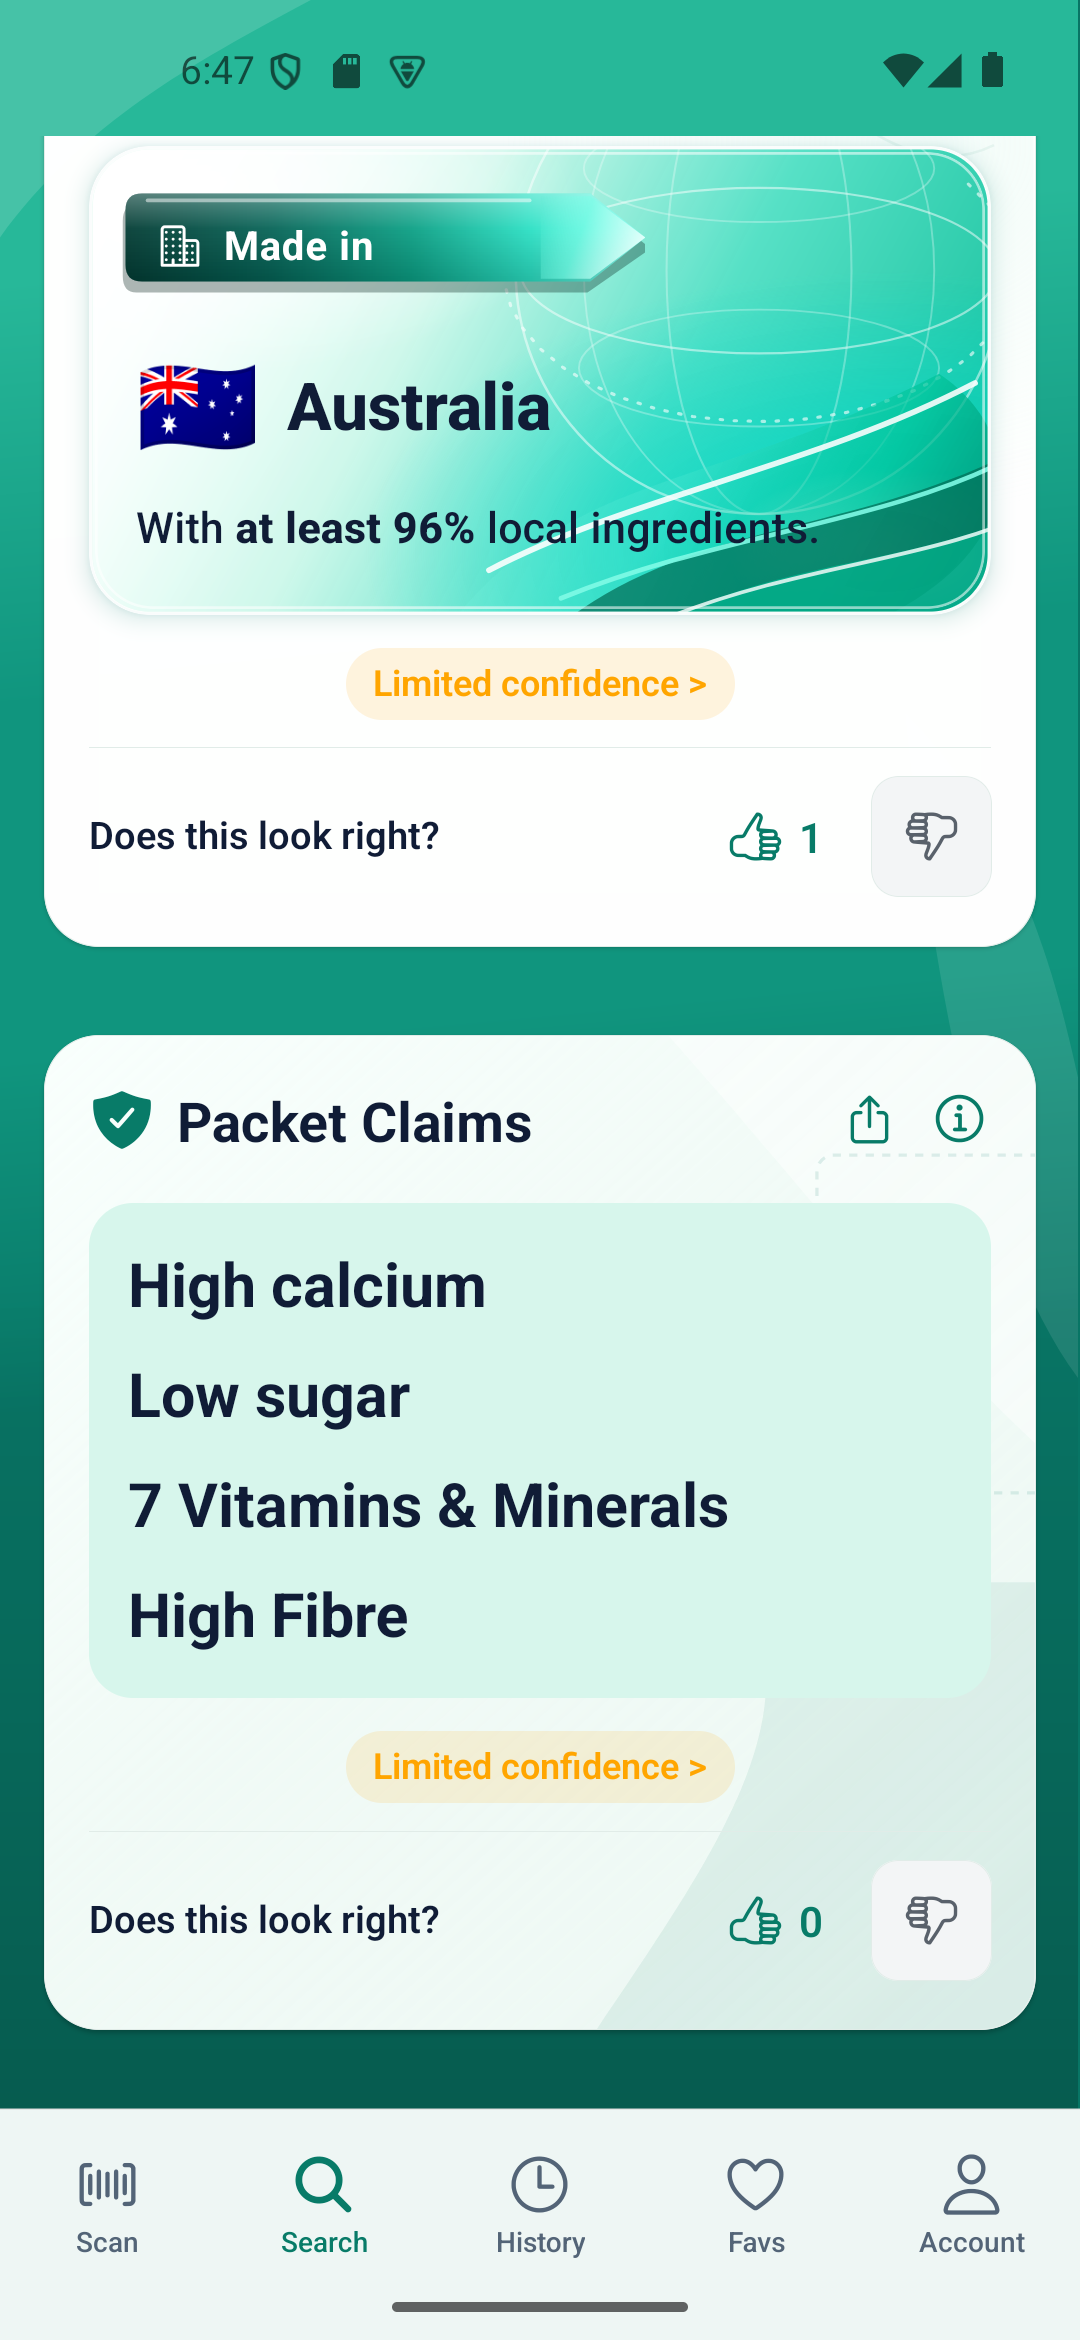 6:47
Made in
Australia
With at least 96% local ingredients.
Limited confidence >
Does this look right?
1
Packet Claims
High calcium
Low sugar
7 Vitamins & Minerals
High Fibre
Limited confidence >
Does this look right?
0
Scan
Search
History
Favs
Account